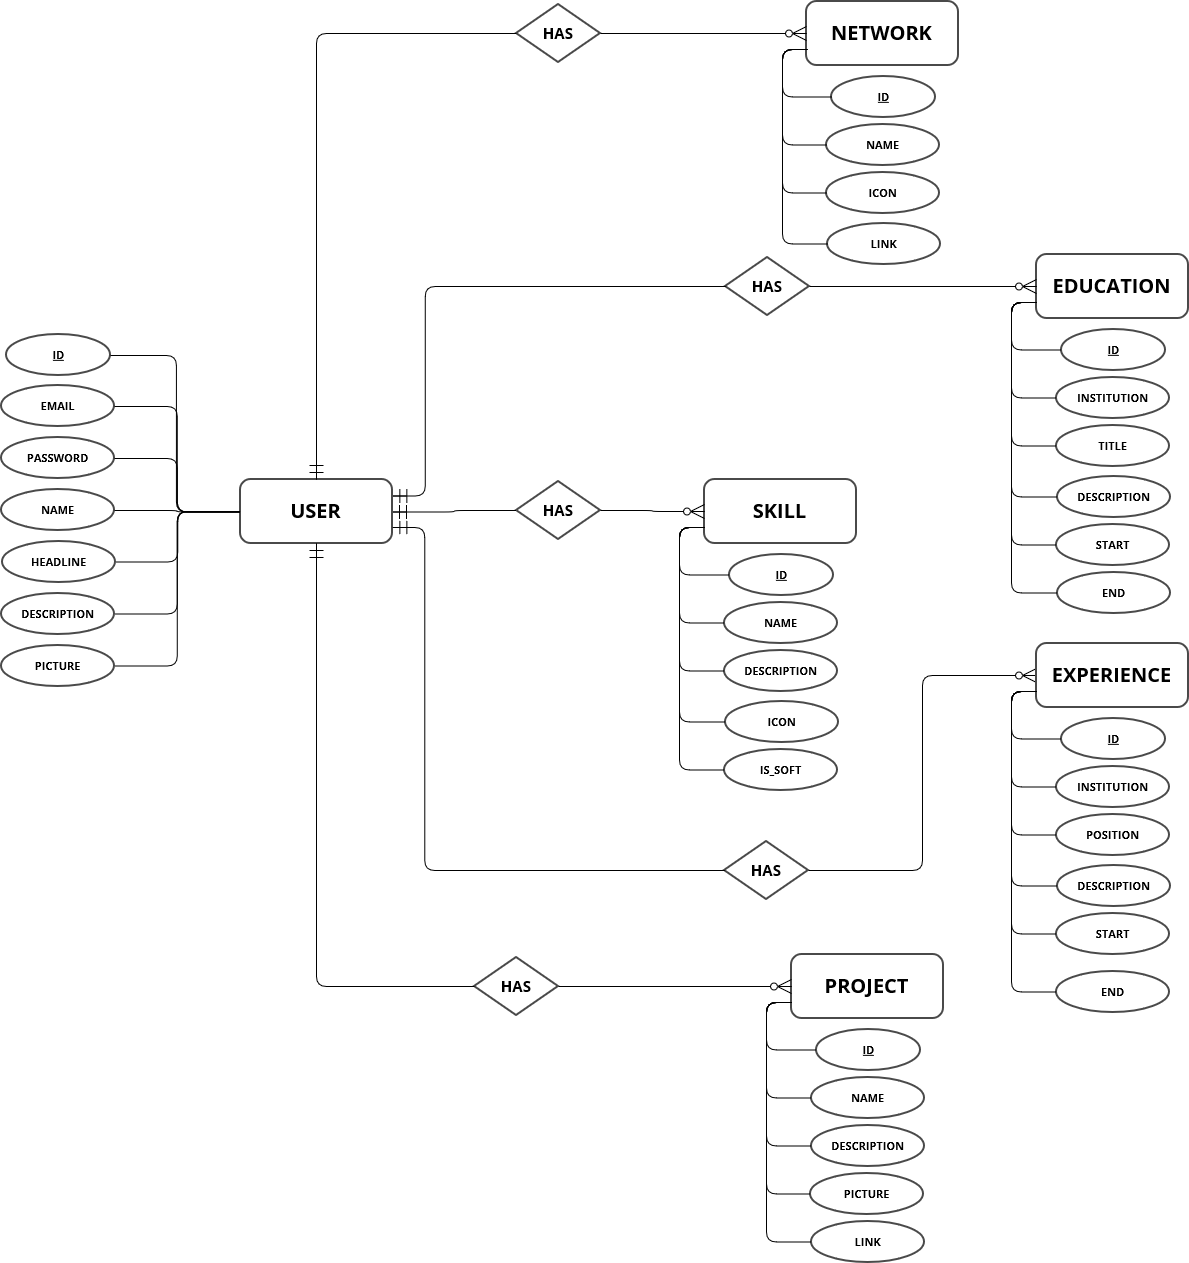 HAS
NETWORK
ID
NAME
ICON
LINK
HAS
EDUCATION
ID
INSTITUTION
TITLE
DESCRIPTION
START
END
ID
EMAIL
PASSWORD
NAME
HEADLINE
DESCRIPTION
PICTURE
USER
HAS
SKILL
ID
NAME
DESCRIPTION
ICON
IS_SOFT
HAS
EXPERIENCE
ID
INSTITUTION
POSITION
DESCRIPTION
START
END
HAS
PROJECT
ID
NAME
DESCRIPTION
PICTURE
LINK